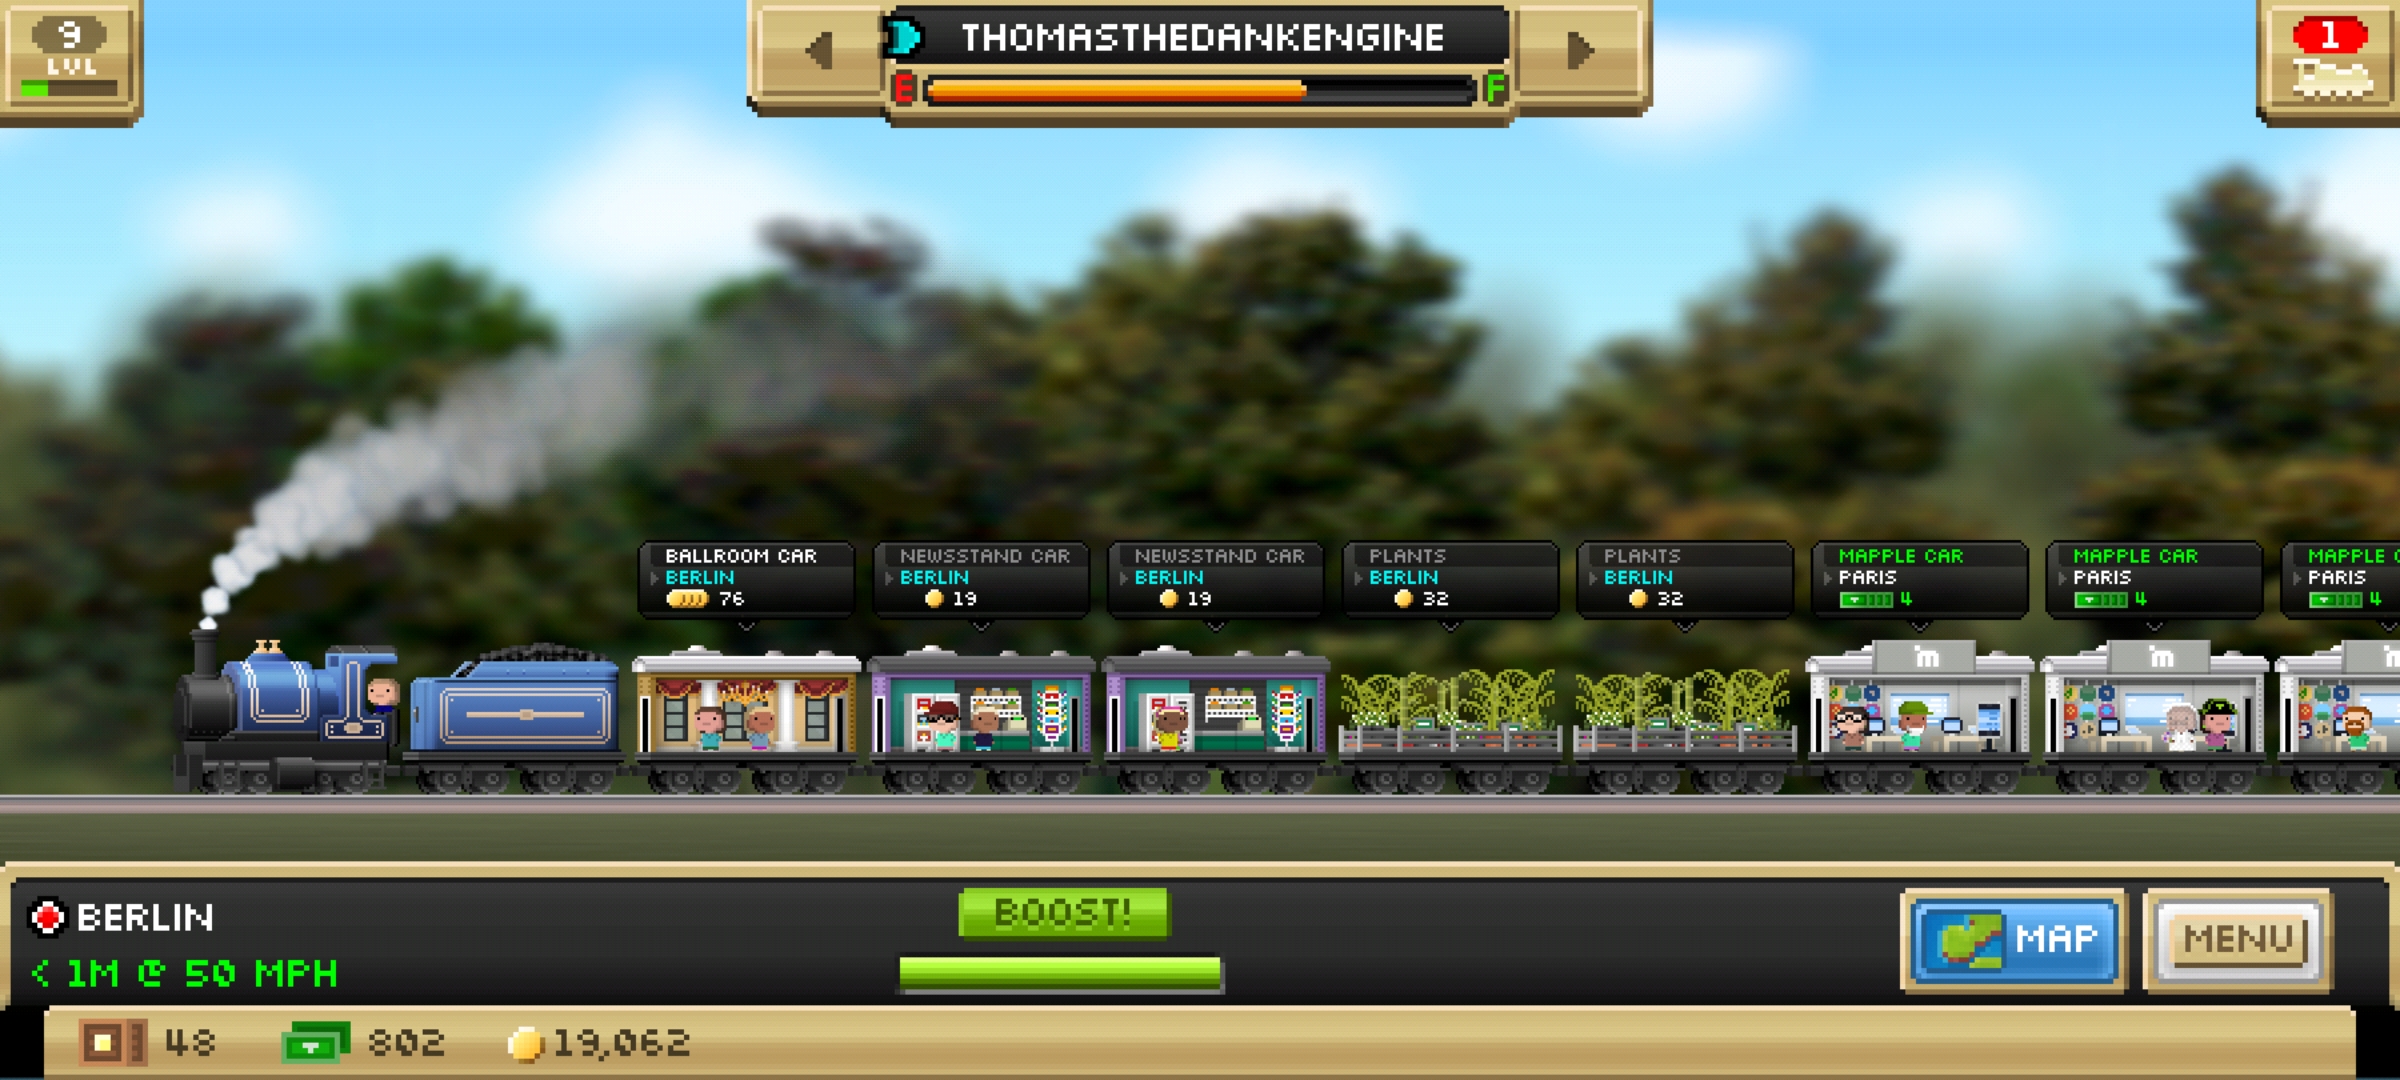 9
LVL
THOMASTHEDANKENGINE
E F
1
BALLROOM CAR
BERLIN
76
NEWSSTAND CAR
BERLIN
19
NEWSSTAND CAR
BERLIN
19
PLANTS
BERLIN
32
PLANTS
BERLIN
32
MAPPLE CAR
PARIS
4
MAPPLE CAR
PARIS
4
MAPPLE
PARIS
4
m
m
BERLIN
< 1M @ 50 MPH
BOOST!
MAP
MENU
48
802
19,062